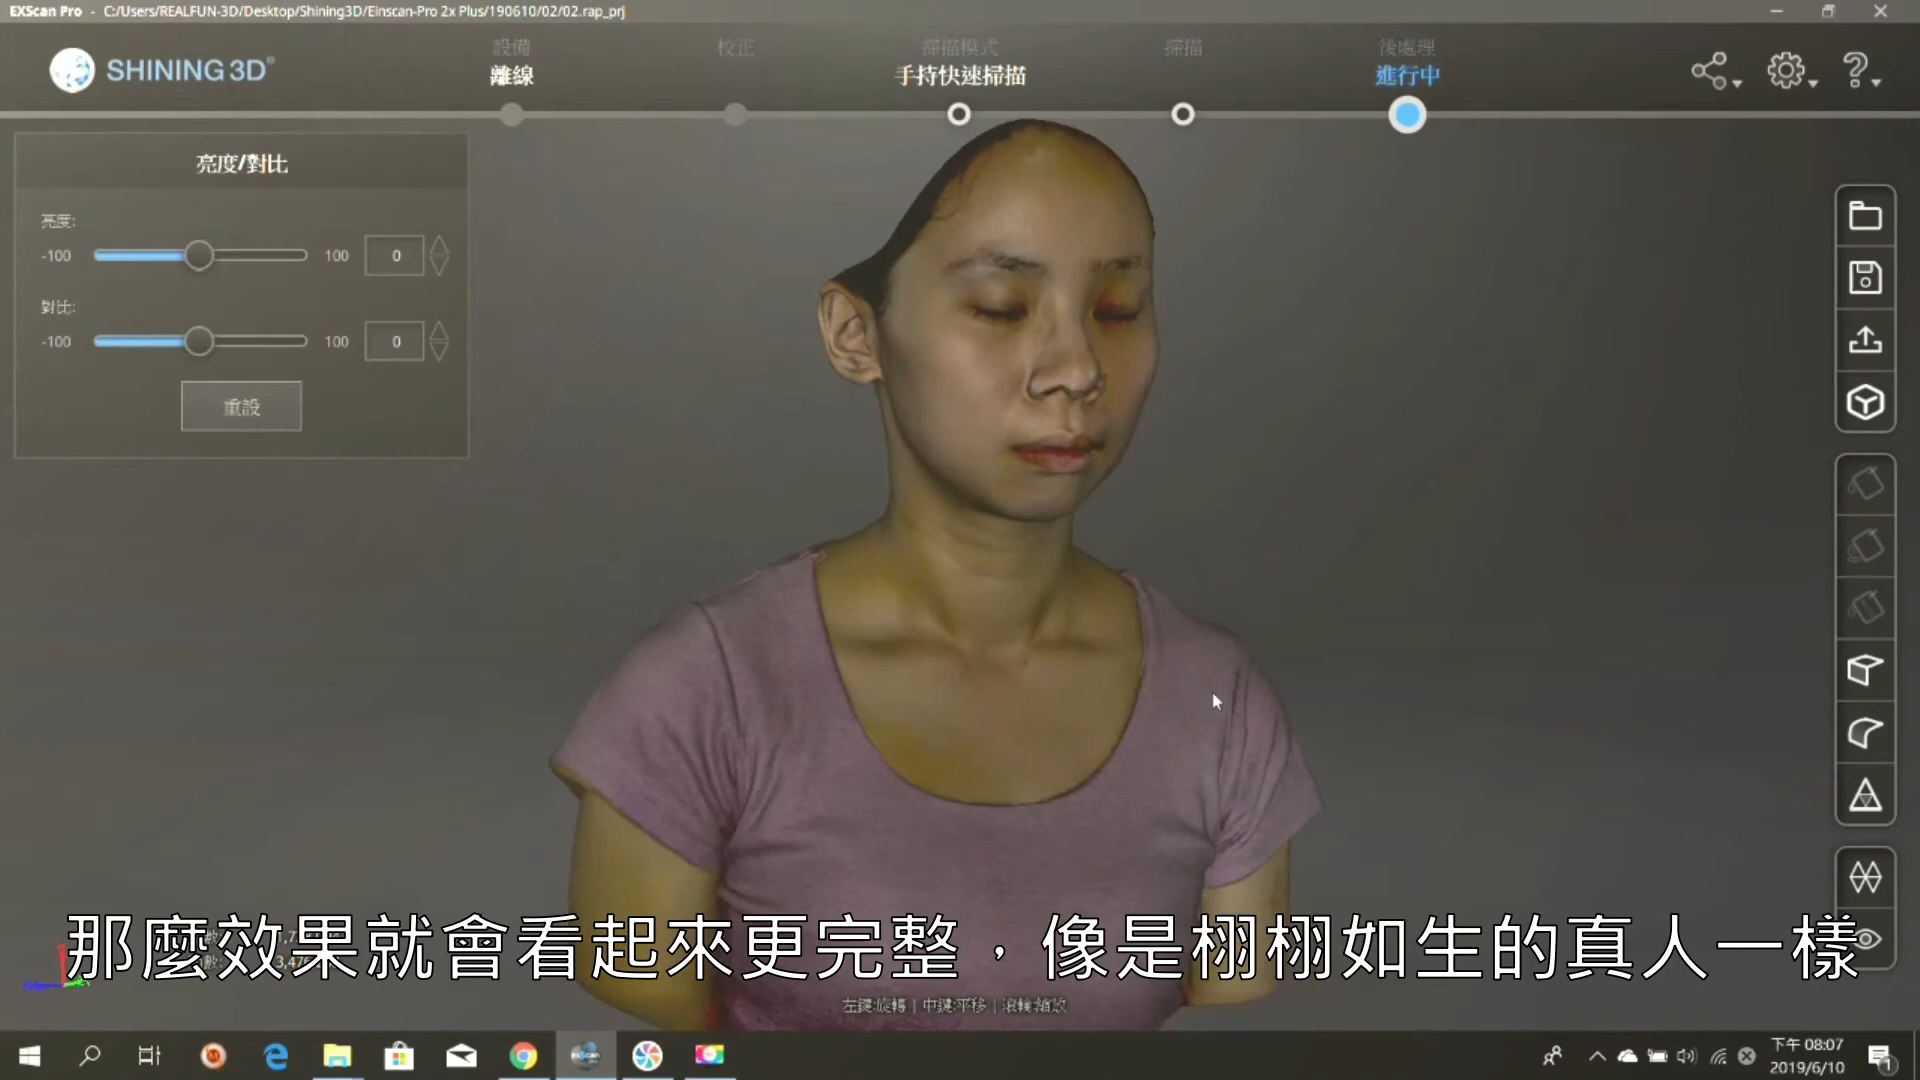 EXScan Pro - C:/Users/REALFUN-3D/Desktop/Shining3D/Einscan-Pro 2x Plus/190610/02/02.rap_prj
SHINING 3D®
設備
離線
校正
掃描模式
手持快速掃描
掃描
後處理
進行中
亮度/對比
亮度:
-100 100 0
對比:
-100 100 0
重設
那麼效果就會看起來更完整，像是栩栩如生的真人一樣
左鍵:旋轉 | 中鍵:平移 | 滾輪:縮放
exScan
下午 08:07
2019/6/10
1